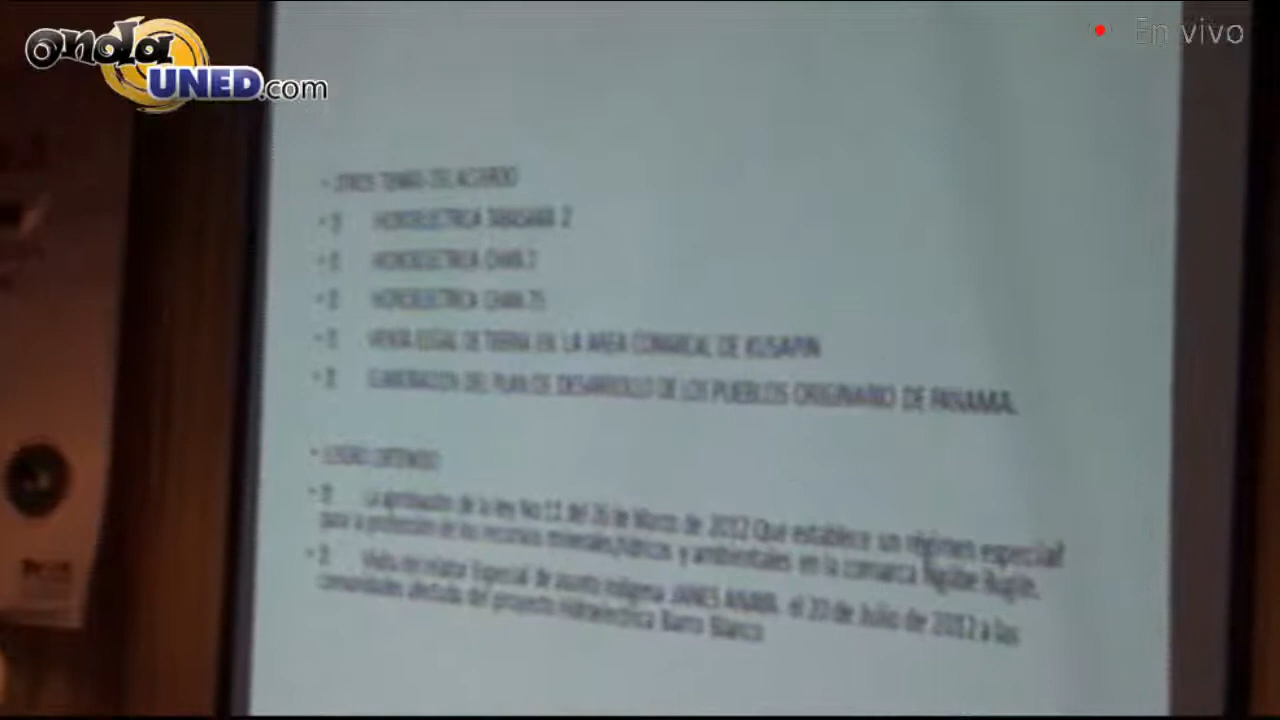 onda
UNED.com
En vivo
• OTROS TEMAS DEL ACUERDO
• HIDROELECTRICA TABASARA 2
• HIDROELECTRICA CHAN 2
• HIDROELECTRICA CHAN 75
• VENTA ILEGAL DE TIERRA EN LA AREA COMARCAL DE KUSAPIN
• ELABORACION DEL PLAN DE DESARROLLO DE LOS PUEBLOS ORIGINARIO DE PANAMA.
• LOGRO OBTENIDO
• La aprobación de la ley No 11 del 26 de Marzo de 2012 Que establece un régimen especial
para la protección de los recursos minerales, hídricos y ambientales en la comarca Ngäbe Buglé.
• Visita de relator Especial de asunto indígena JAMES ANAYA el 20 de Julio de 2012 a las
comunidades afectada del proyecto Hidroeléctrica Barro Blanco